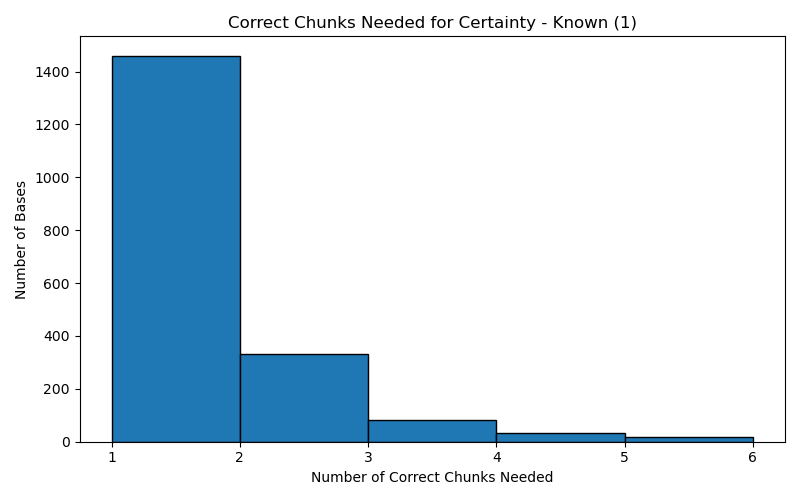 Correct Chunks Needed for Certainty - Known (1)
Number of Bases
1400
1200
1000
800
600
400
200
0
1 2 3 4 5 6
Number of Correct Chunks Needed